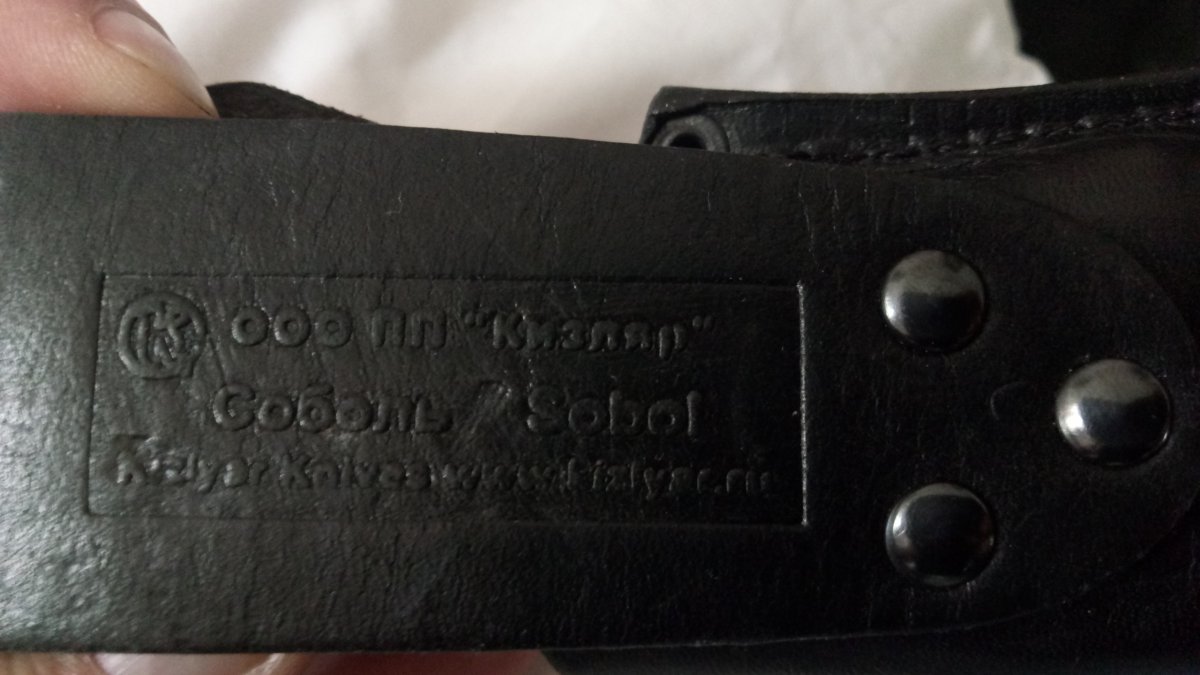 ООО ПП "Кизляр"
Соболь / Sobol
Kizlyar Knives www.kizlyar.ru